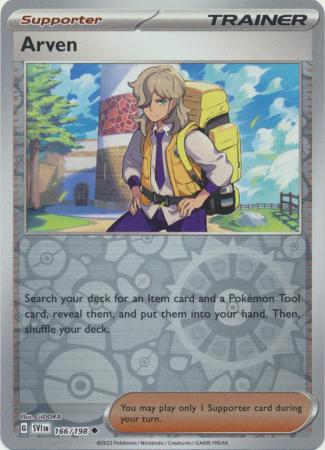 Supporter
TRAINER
Arven
Search your deck for an Item card and a Pokémon Tool
card, reveal them, and put them into your hand. Then,
shuffle your deck.
Illus. GIDORA
G SVI EN 166/198 ◆
You may play only 1 Supporter card during
your turn.
©2023 Pokémon / Nintendo / Creatures / GAME FREAK